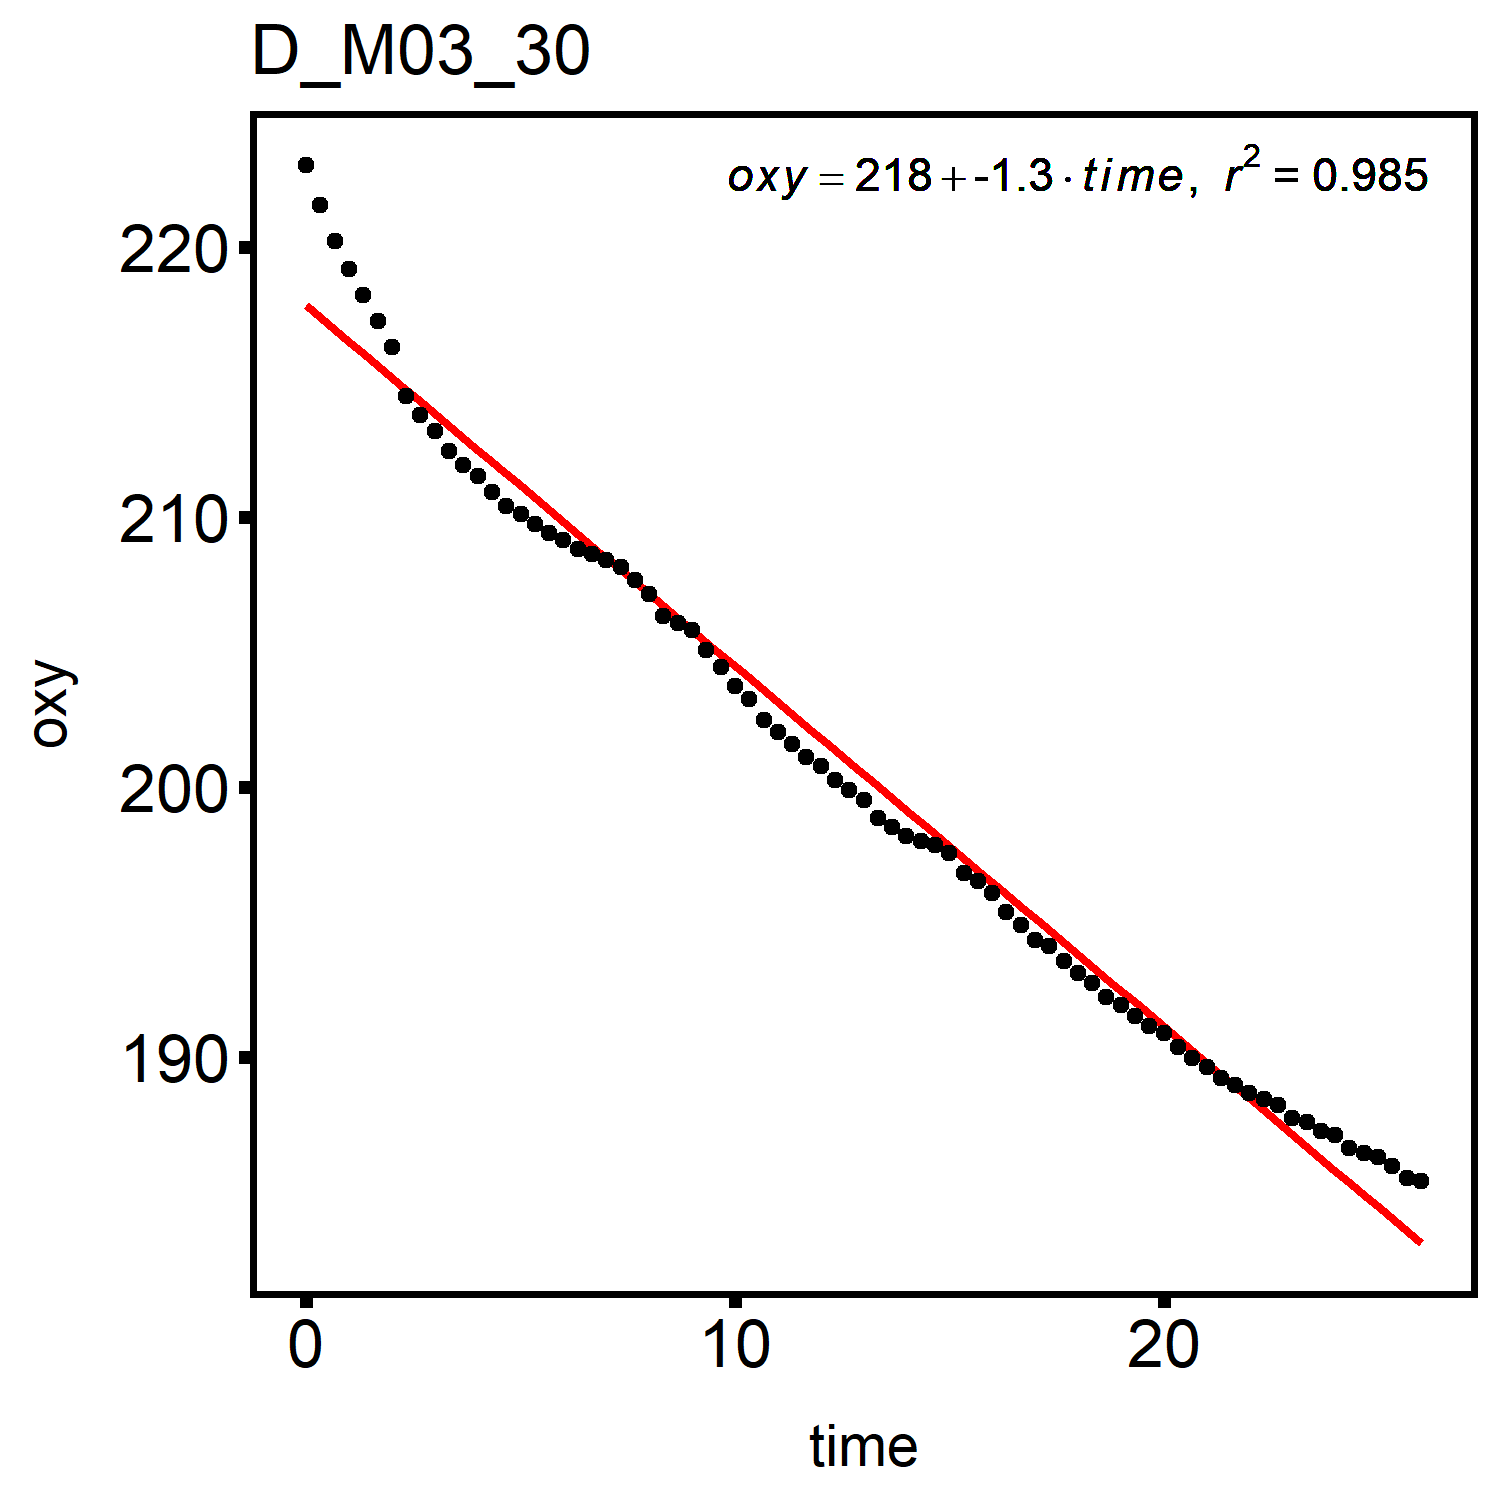 D_M03_30
oxy = 218 + -1.3 · time, r² = 0.985
220
210
200
190
oxy
0 10 20
time